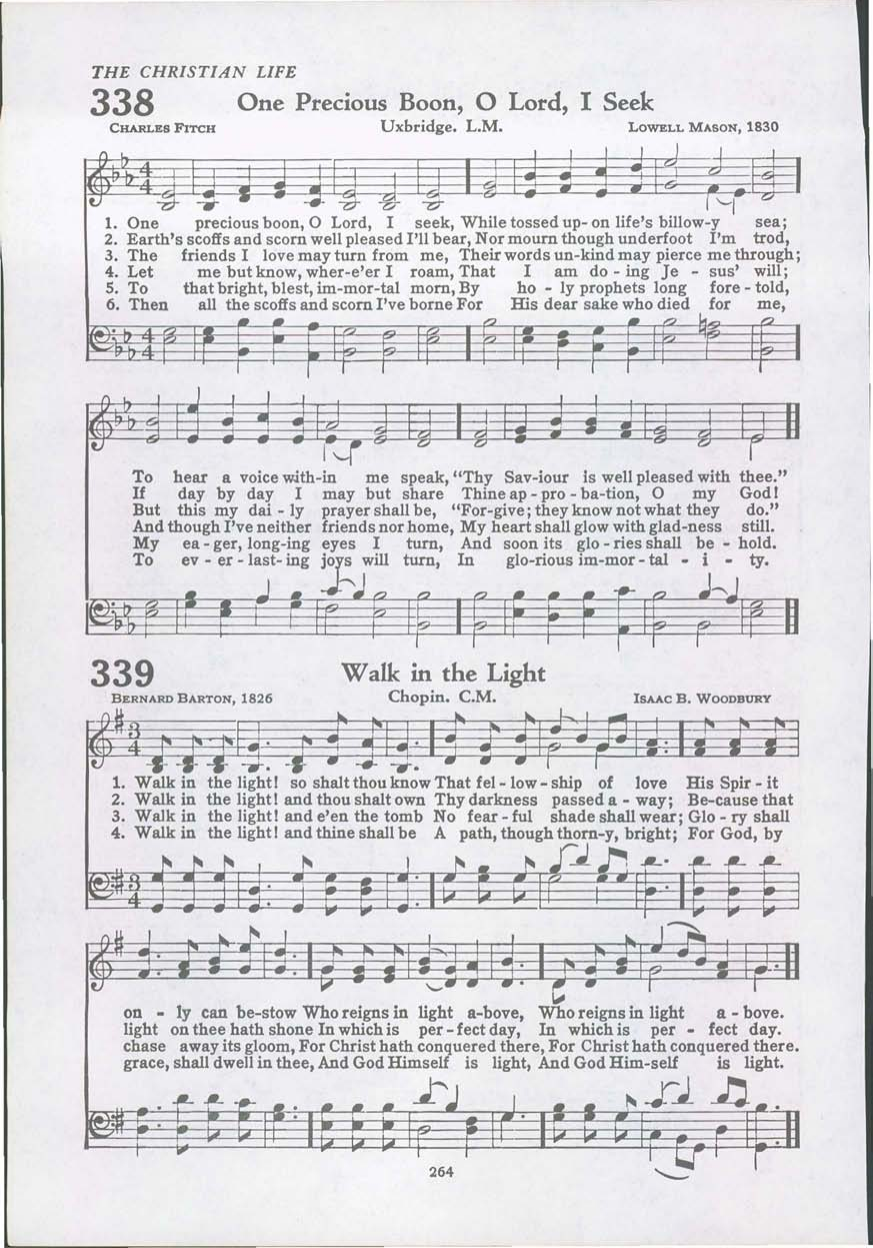 THE CHRISTIAN LIFE
338 One Precious Boon, O Lord, I Seek
CHARLES FITCH Uxbridge. L.M. LOWELL MASON, 1830
1. One precious boon, O Lord, I seek, While tossed up- on life's billow-y sea;
2. Earth's scoffs and scorn well pleased I'll bear, Nor mourn though underfoot I'm trod,
3. The friends I love may turn from me, Their words un-kind may pierce me through;
4. Let me but know, wher-e'er I roam, That I am do - ing Je - sus' will;
5. To that bright, blest, im-mor-tal morn, By ho - ly prophets long fore - told,
6. Then all the scoffs and scorn I've borne For His dear sake who died for me,
To hear a voice with-in me speak, "Thy Sav-iour is well pleased with thee."
If day by day I may but share Thine ap - pro - ba-tion, O my God!
But this my dai - ly prayer shall be, "For-give; they know not what they do."
And though I've neither friends nor home, My heart shall glow with glad-ness still.
My ea - ger, long-ing eyes I turn, And soon its glo - ries shall be - hold.
To ev - er - last- ing joys will turn, In glo-rious im-mor - tal - i - ty.
339 Walk in the Light
BERNARD BARTON, 1826 Chopin. C.M. ISAAC B. WOODBURY
1. Walk in the light! so shalt thou know That fel - low - ship of love His Spir - it
2. Walk in the light! and thou shalt own Thy darkness passed a - way; Be-cause that
3. Walk in the light! and e'en the tomb No fear - ful shade shall wear; Glo - ry shall
4. Walk in the light! and thine shall be A path, though thorn-y, bright; For God, by
on - ly can be-stow Who reigns in light a-bove, Who reigns in light a - bove.
light on thee hath shone In which is per - fect day, In which is per - fect day.
chase away its gloom, For Christ hath conquered there, For Christ hath conquered there.
grace, shall dwell in thee, And God Himself is light, And God Him-self is light.
264